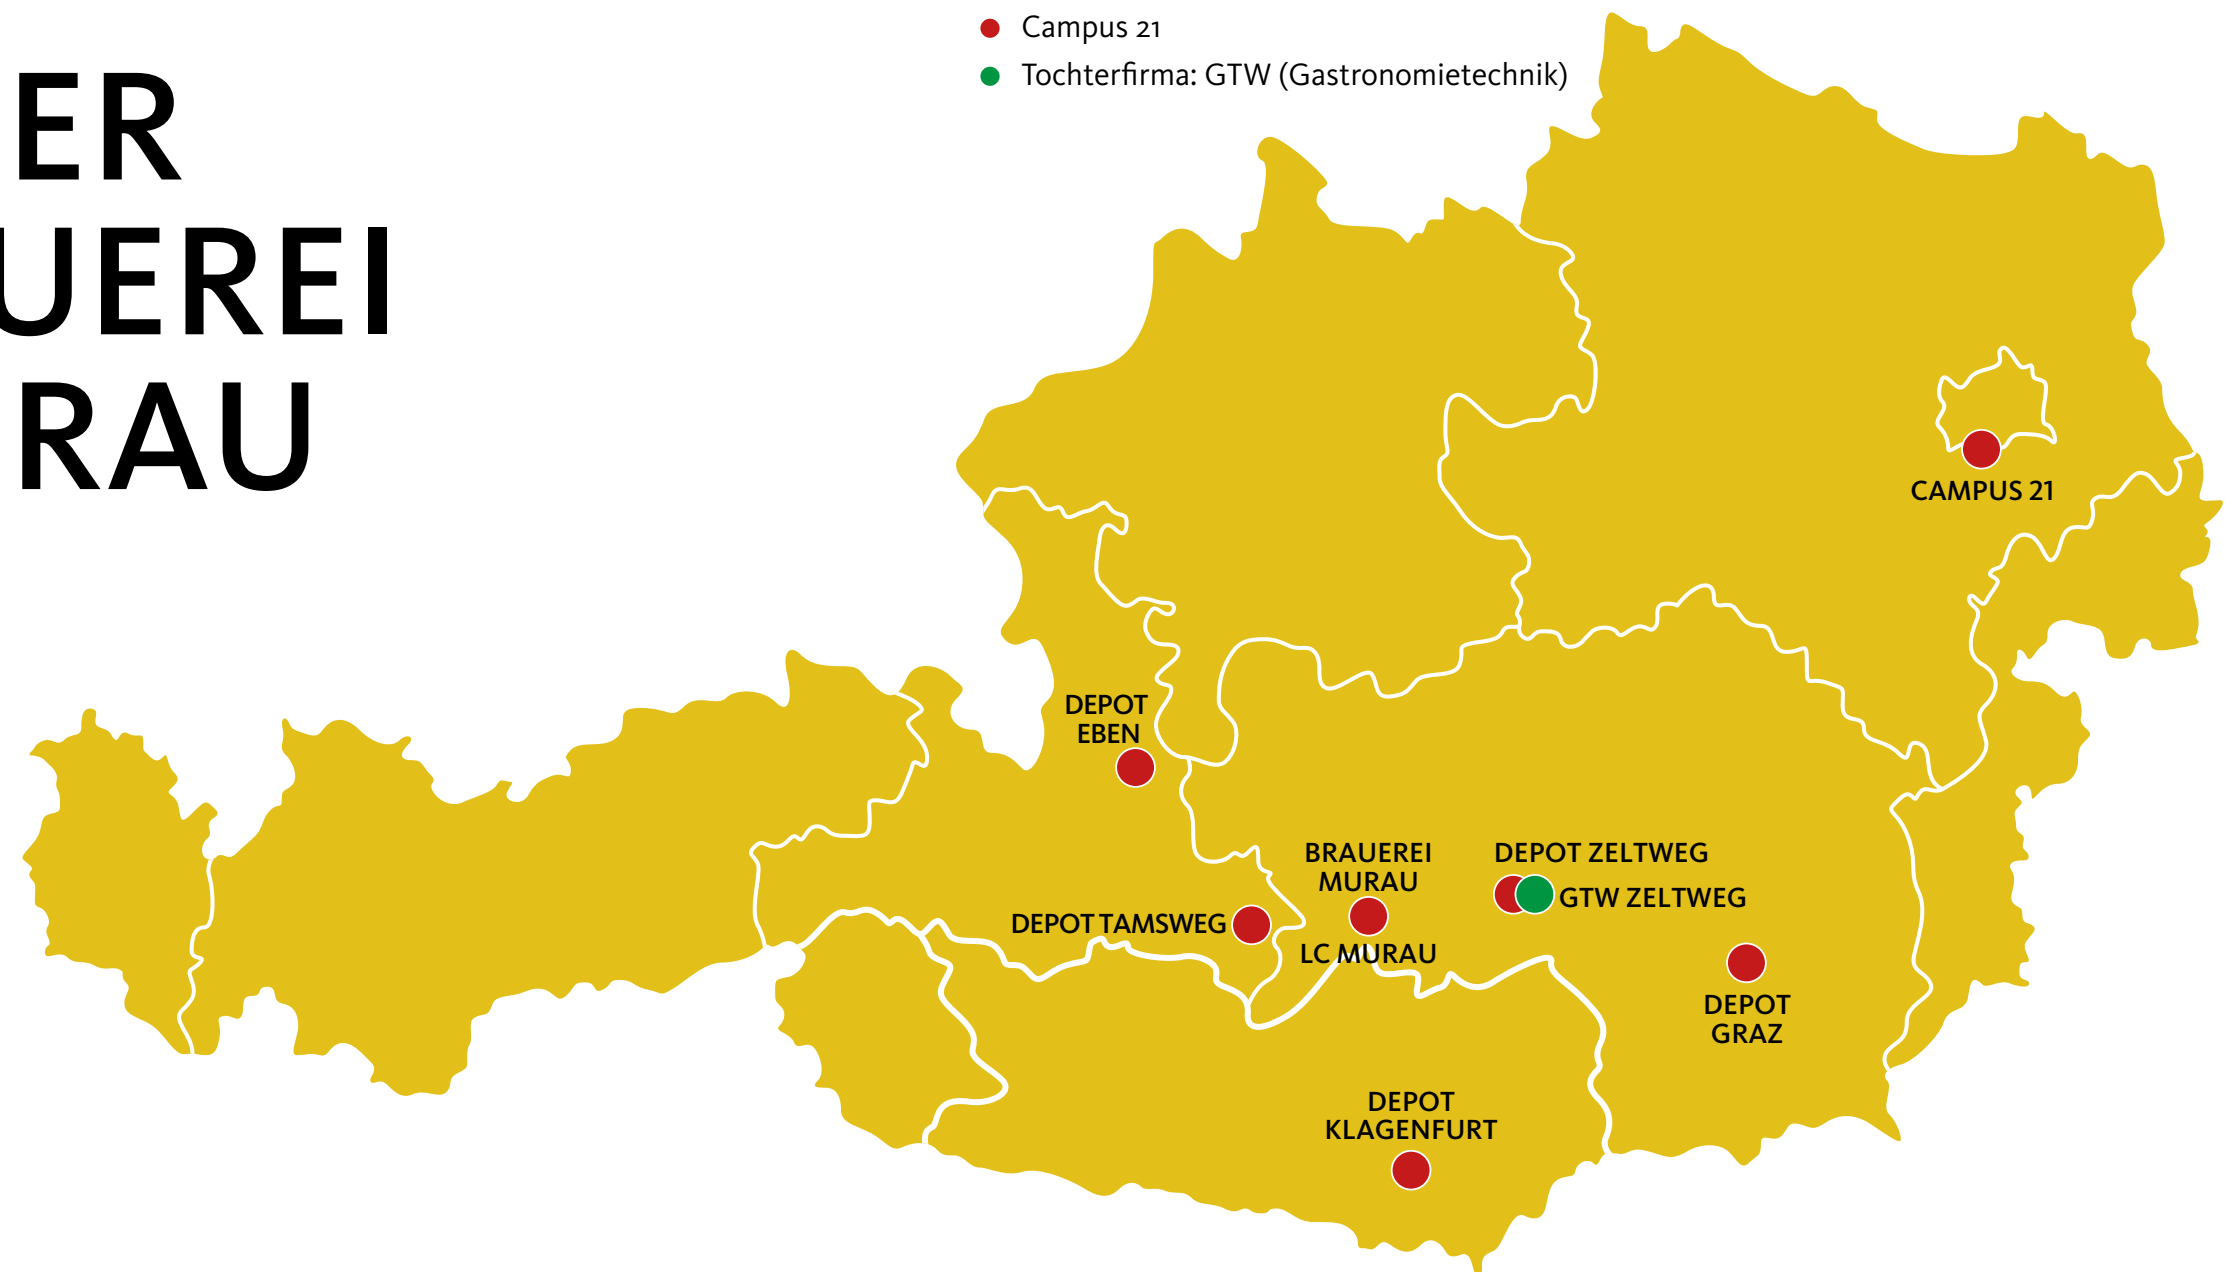 ER
UEREI
RAU
Campus 21
Tochterfirma: GTW (Gastronomietechnik)
CAMPUS 21
DEPOT
EBEN
BRAUEREI
MURAU
DEPOT ZELTWEG
GTW ZELTWEG
DEPOT TAMSWEG
LC MURAU
DEPOT
GRAZ
DEPOT
KLAGENFURT